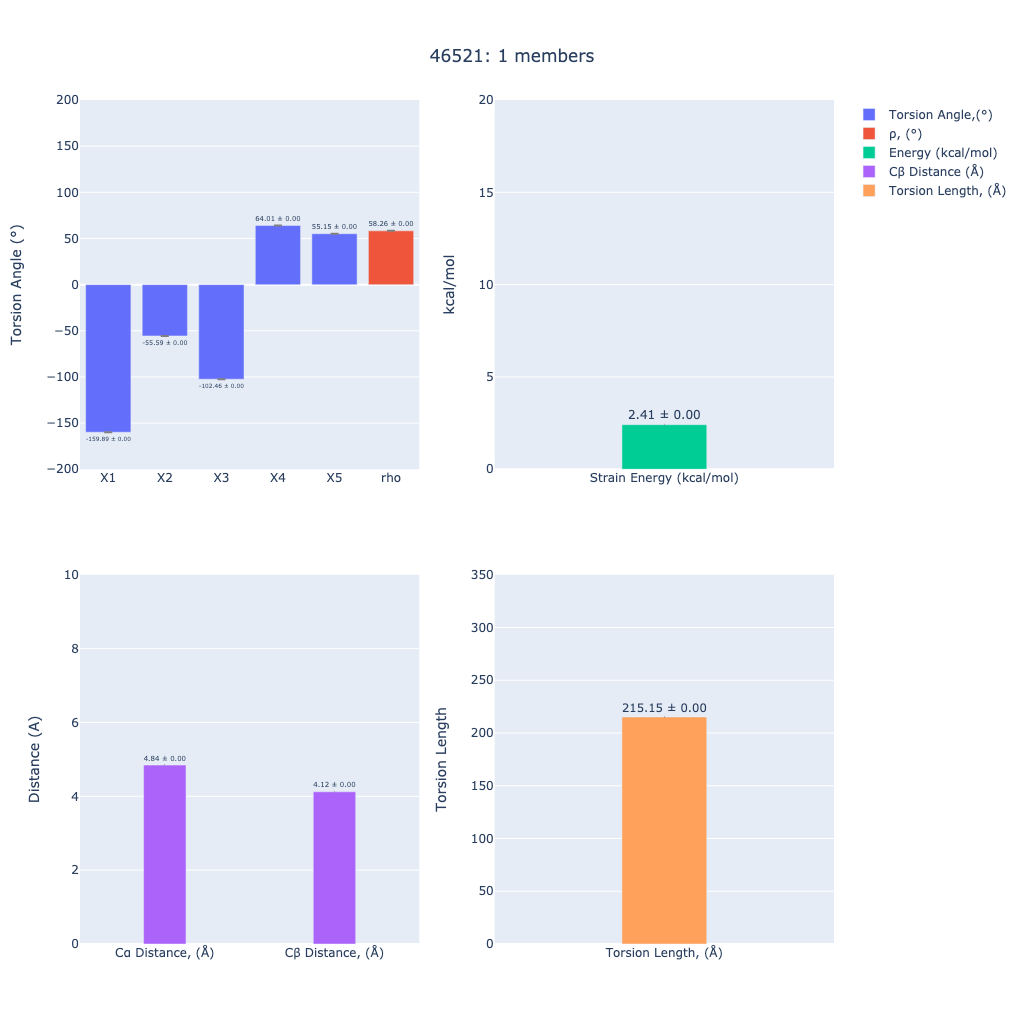 46521: 1 members
200
150
100
50
0
−50
−100
−150
−200
Torsion Angle (°)
64.01 ± 0.00
55.15 ± 0.00
58.26 ± 0.00
-55.59 ± 0.00
-102.46 ± 0.00
-159.89 ± 0.00
X1 X2 X3 X4 X5 rho
20
15
10
5
0
kcal/mol
2.41 ± 0.00
Strain Energy (kcal/mol)
Torsion Angle,(°)
ρ, (°)
Energy (kcal/mol)
Cβ Distance (Å)
Torsion Length, (Å)
10
8
6
4
2
0
Distance (A)
4.84 ± 0.00
4.12 ± 0.00
Cα Distance, (Å) Cβ Distance, (Å)
350
300
250
200
150
100
50
0
Torsion Length
215.15 ± 0.00
Torsion Length, (Å)